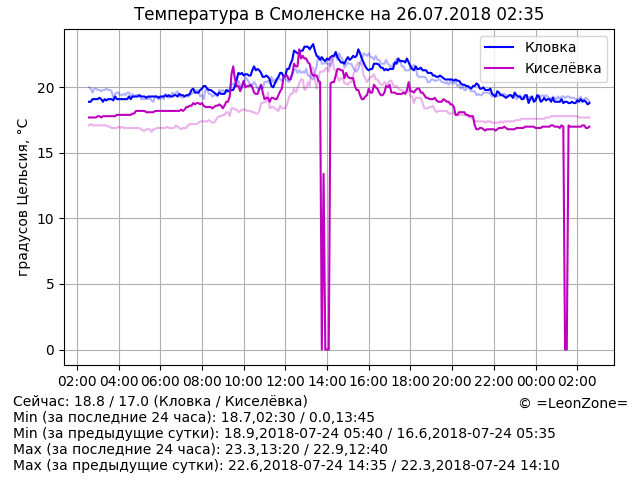 Температура в Смоленске на 26.07.2018 02:35
Кловка
Киселёвка
градусов Цельсия, °C
20
15
10
5
0
02:00 04:00 06:00 08:00 10:00 12:00 14:00 16:00 18:00 20:00 22:00 00:00 02:00
Сейчас: 18.8 / 17.0 (Кловка / Киселёвка)
© =LeonZone=
Min (за последние 24 часа): 18.7,02:30 / 0.0,13:45
Min (за предыдущие сутки): 18.9,2018-07-24 05:40 / 16.6,2018-07-24 05:35
Max (за последние 24 часа): 23.3,13:20 / 22.9,12:40
Max (за предыдущие сутки): 22.6,2018-07-24 14:35 / 22.3,2018-07-24 14:10